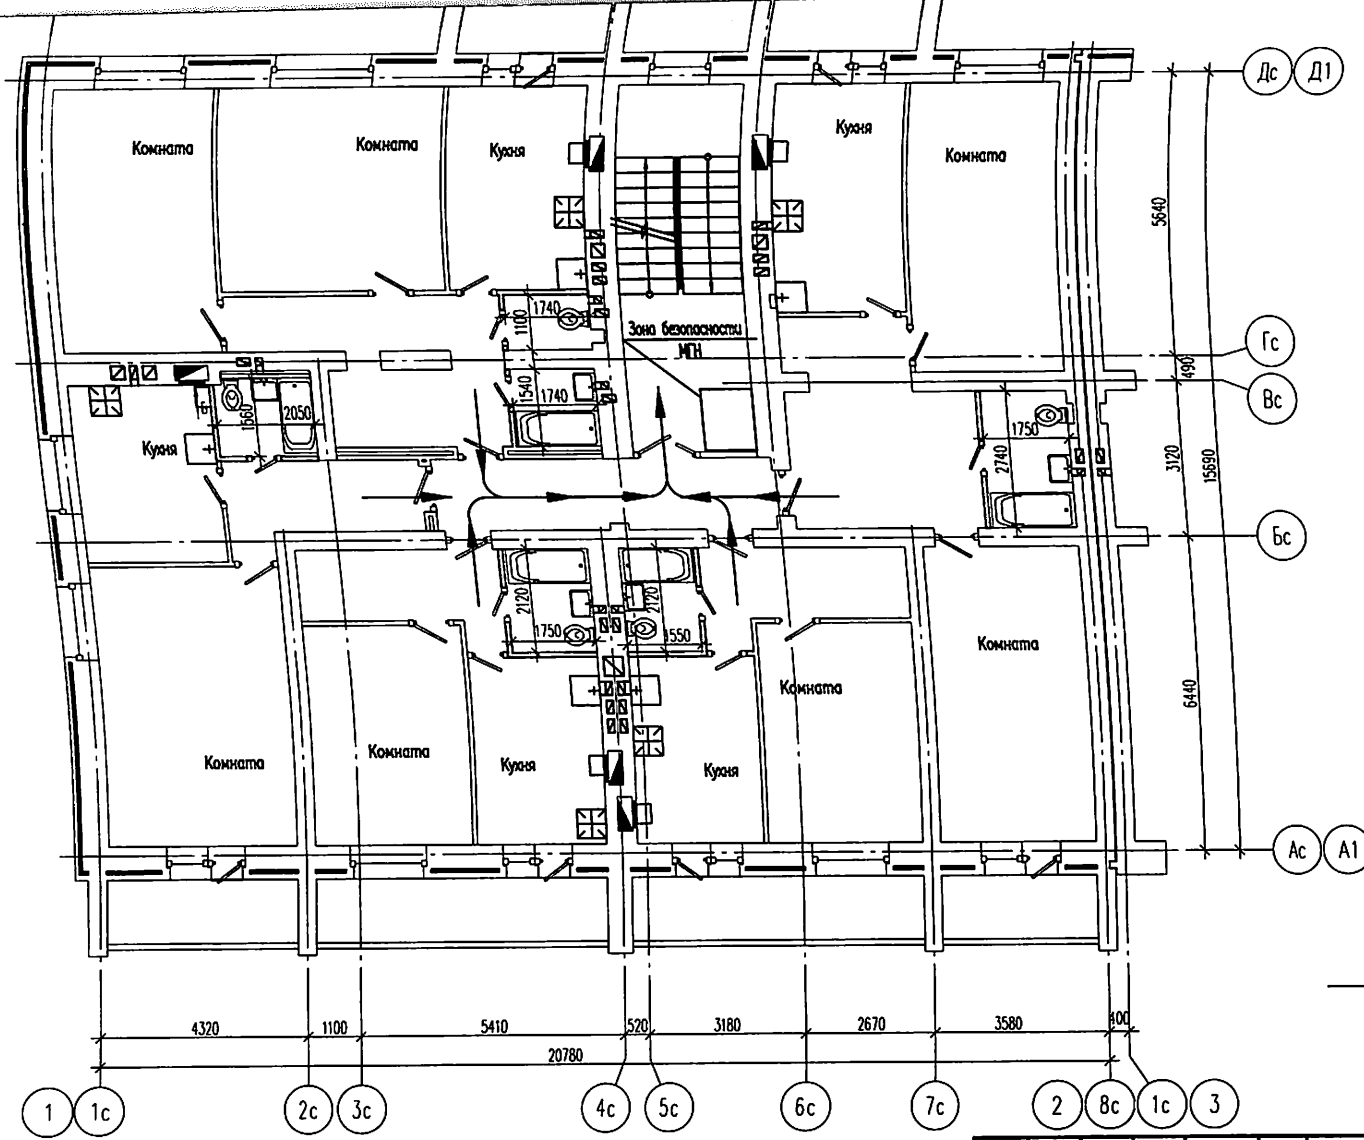 Дс Д1
Кухня
Комната Комната Кухня Комната
5640
1740
1100
Зона безопасности
МГН
Гс
490
Вс
1540
1740
2050
1560
1750
Кухня
2740
3120
15690
Бс
2120
2120
1750
1550
Комната
Комната
6440
Комната
Комната
Кухня
Кухня
Ас А1
4320 1100 5410 520 3180 2670 3580 400
20780
1 1с 2с 3с 4с 5с 6с 7с 2 8с 1с 3